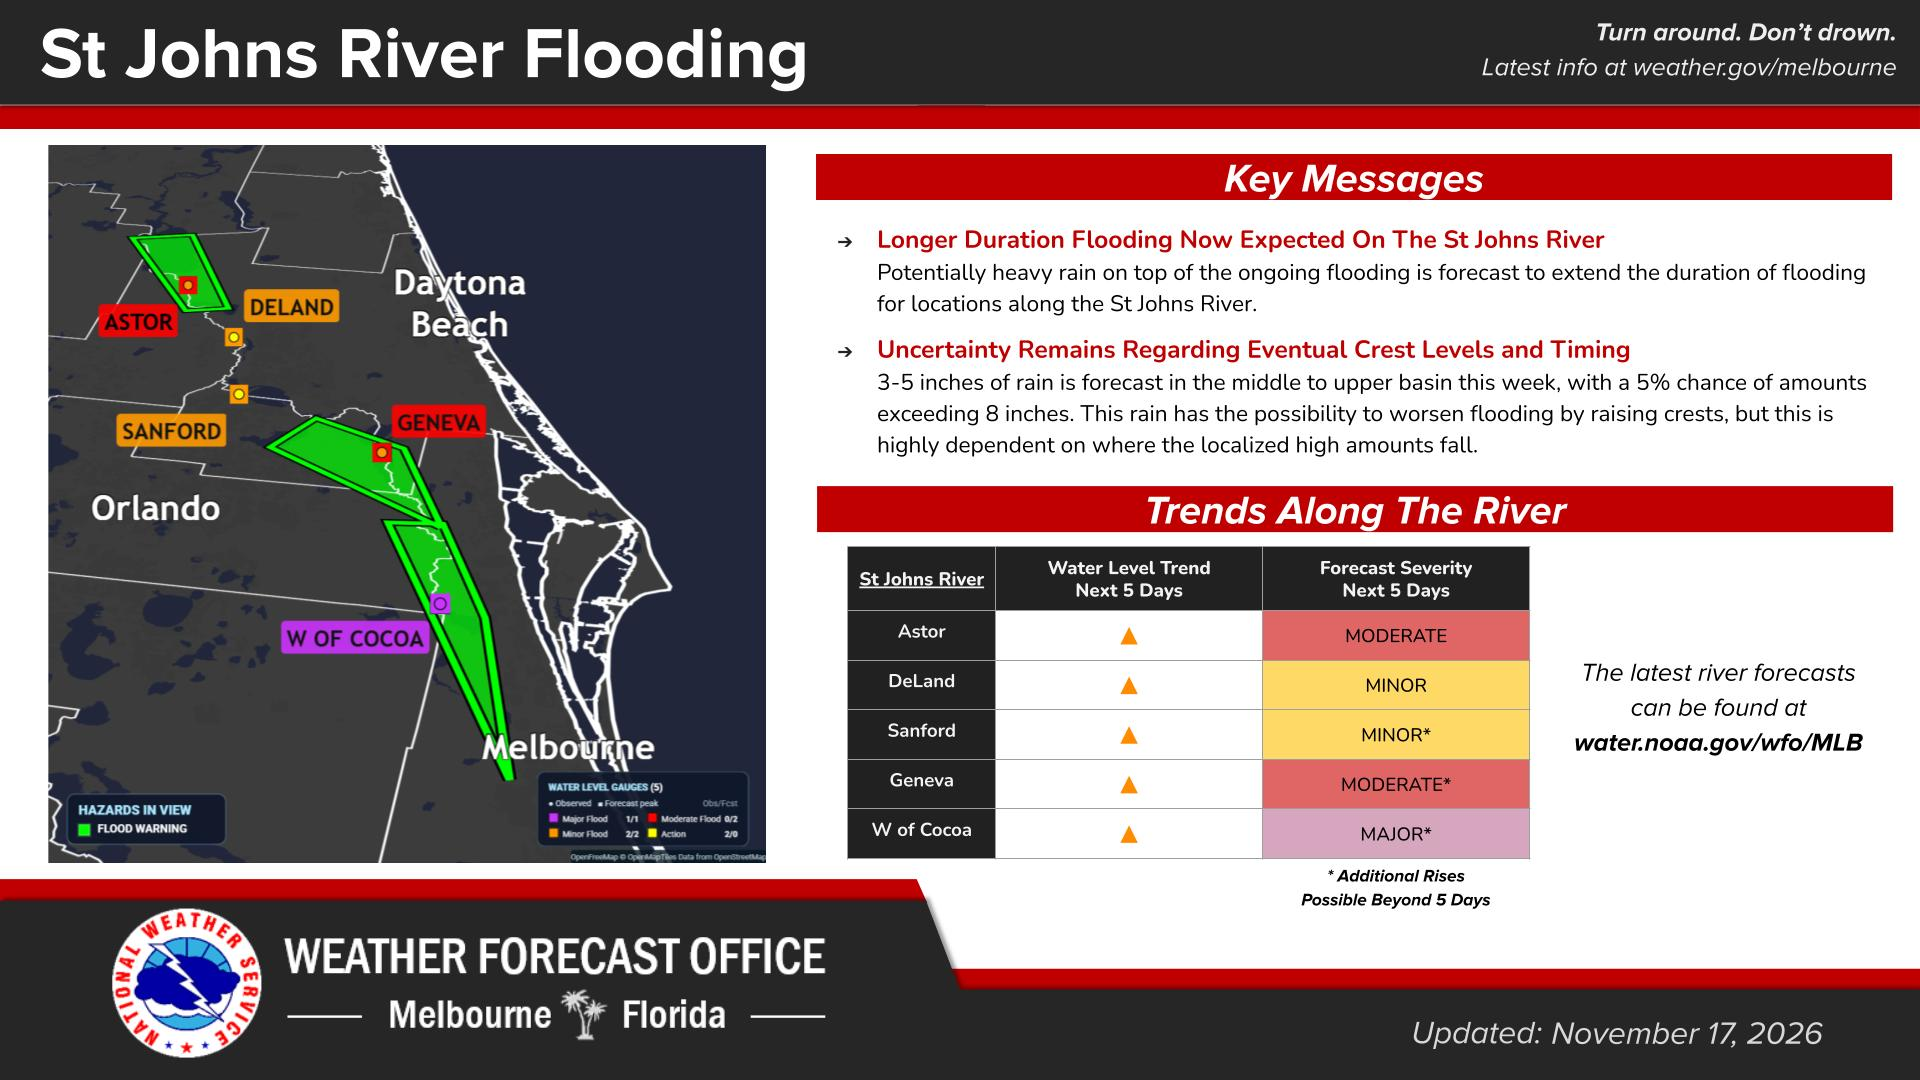 St Johns River Flooding
Turn around. Don't drown.
Latest info at weather.gov/melbourne
Daytona
Beach
DELAND
ASTOR
SANFORD
GENEVA
Orlando
W OF COCOA
Melbourne
HAZARDS IN VIEW
FLOOD WARNING
WATER LEVEL GAUGES (5)
Observed Forecast peak Obs/Fcst
Major Flood 1/1 Moderate Flood 0/2
Minor Flood 2/2 Action 2/0
OpenFreeMap © OpenMapTiles Data from OpenStreetMap
Key Messages
➔ Longer Duration Flooding Now Expected On The St Johns River
Potentially heavy rain on top of the ongoing flooding is forecast to extend the duration of flooding
for locations along the St Johns River.
➔ Uncertainty Remains Regarding Eventual Crest Levels and Timing
3-5 inches of rain is forecast in the middle to upper basin this week, with a 5% chance of amounts
exceeding 8 inches. This rain has the possibility to worsen flooding by raising crests, but this is
highly dependent on where the localized high amounts fall.
Trends Along The River
St Johns River
Water Level Trend
Next 5 Days
Forecast Severity
Next 5 Days
Astor ▲ MODERATE
DeLand ▲ MINOR
Sanford ▲ MINOR*
Geneva ▲ MODERATE*
W of Cocoa ▲ MAJOR*
* Additional Rises
Possible Beyond 5 Days
The latest river forecasts
can be found at
water.noaa.gov/wfo/MLB
NATIONAL WEATHER SERVICE
WEATHER FORECAST OFFICE
Melbourne Florida
Updated: November 17, 2026